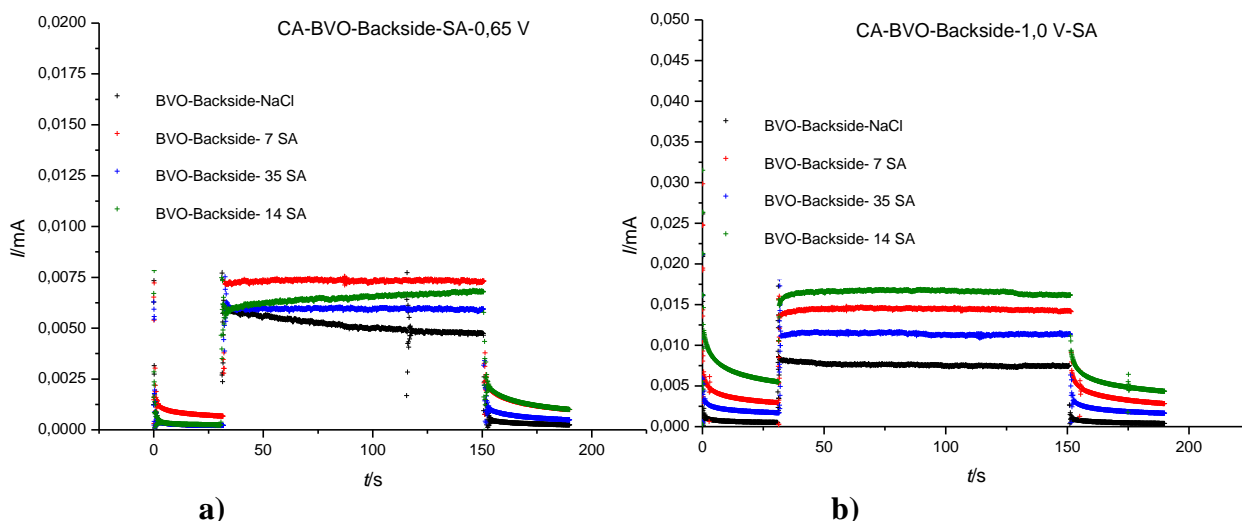 CA-BVO-Backside-SA-0,65 V
0,0200
0,0175
0,0150
0,0125
0,0100
0,0075
0,0050
0,0025
0,0000
I/mA
BVO-Backside-NaCl
BVO-Backside- 7 SA
BVO-Backside- 35 SA
BVO-Backside- 14 SA
0 50 100 150 200
t/s
a)
CA-BVO-Backside-1,0 V-SA
0,050
0,045
0,040
0,035
0,030
0,025
0,020
0,015
0,010
0,005
0,000
I/mA
BVO-Backside-NaCl
BVO-Backside- 7 SA
BVO-Backside- 35 SA
BVO-Backside- 14 SA
0 50 100 150 200
t/s
b)